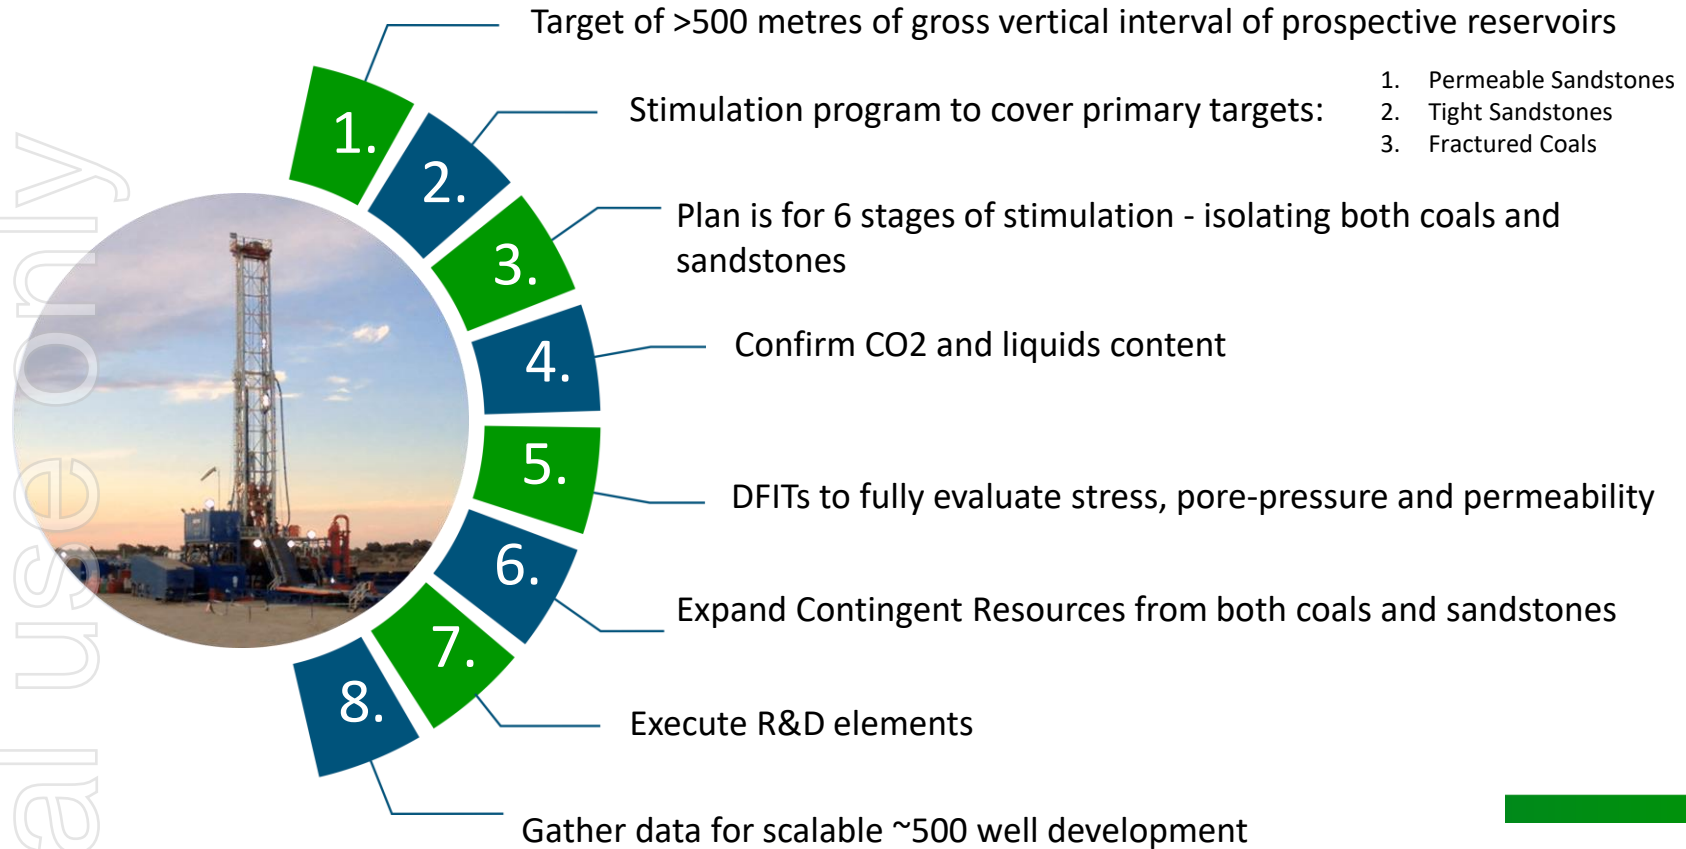 Target of >500 metres of gross vertical interval of prospective reservoirs
1.
Stimulation program to cover primary targets:
1. Permeable Sandstones
2. Tight Sandstones
3. Fractured Coals
2.
Plan is for 6 stages of stimulation - isolating both coals and
sandstones
3.
Confirm CO2 and liquids content
4.
DFITs to fully evaluate stress, pore-pressure and permeability
5.
Expand Contingent Resources from both coals and sandstones
6.
Execute R&D elements
7.
Gather data for scalable ~500 well development
8.
al use only